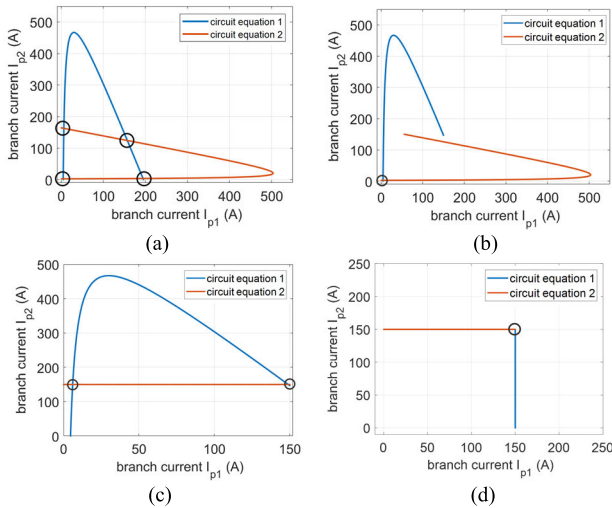 500
400
300
200
100
0
branch current I_p2 (A)
circuit equation 1
circuit equation 2
0 100 200 300 400 500
branch current I_p1 (A)
(a)
500
400
300
200
100
0
branch current I_p2 (A)
circuit equation 1
circuit equation 2
0 100 200 300 400 500
branch current I_p1 (A)
(b)
500
400
300
200
100
0
branch current I_p2 (A)
circuit equation 1
circuit equation 2
0 50 100 150
branch current I_p1 (A)
(c)
250
200
150
100
50
0
branch current I_p2 (A)
circuit equation 1
circuit equation 2
0 50 100 150 200 250
branch current I_p1 (A)
(d)